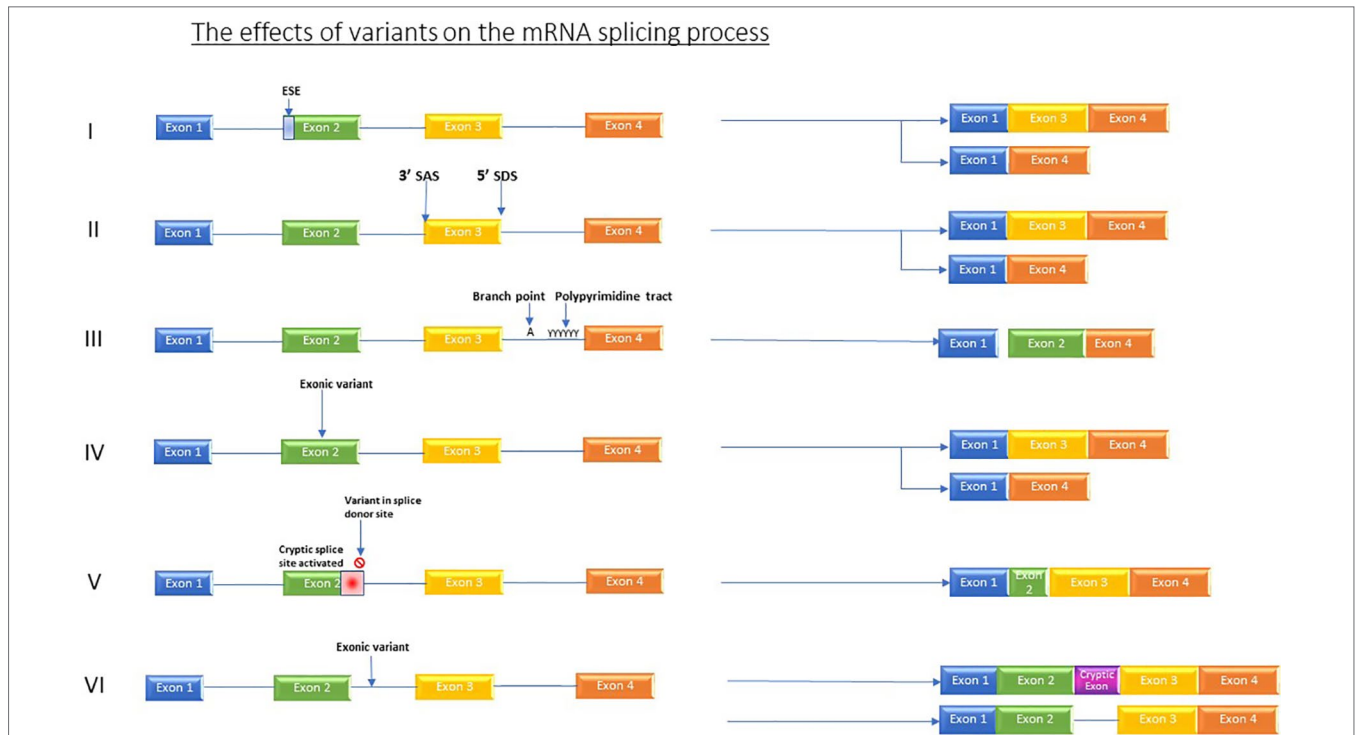 The effects of variants on the mRNA splicing process
ESE
I
Exon 1
Exon 2
Exon 3
Exon 4
Exon 1
Exon 3
Exon 4
Exon 1
Exon 4
3’ SAS
5’ SDS
II
Exon 1
Exon 2
Exon 3
Exon 4
Exon 1
Exon 3
Exon 4
Exon 1
Exon 4
Branch point
Polypyrimidine tract
A
YYYYYY
III
Exon 1
Exon 2
Exon 3
Exon 4
Exon 1
Exon 2
Exon 4
Exonic variant
IV
Exon 1
Exon 2
Exon 3
Exon 4
Exon 1
Exon 3
Exon 4
Exon 1
Exon 4
Variant in splice
donor site
Cryptic splice
site activated
V
Exon 1
Exon 2
Exon 3
Exon 4
Exon 1
Exon
2
Exon 3
Exon 4
Exonic variant
VI
Exon 1
Exon 2
Exon 3
Exon 4
Exon 1
Exon 2
Cryptic
Exon
Exon 3
Exon 4
Exon 1
Exon 2
Exon 3
Exon 4